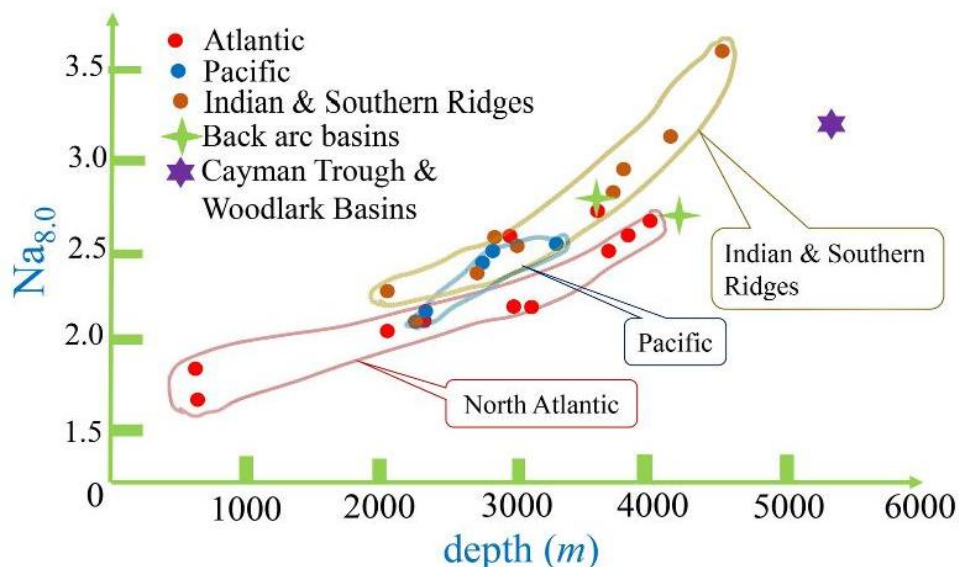 Atlantic
Pacific
Indian & Southern Ridges
Back arc basins
Cayman Trough &
Woodlark Basins
Na8.0
3.5
3.0
2.5
2.0
1.5
0
Indian & Southern
Ridges
Pacific
North Atlantic
1000 2000 3000 4000 5000 6000
depth (m)